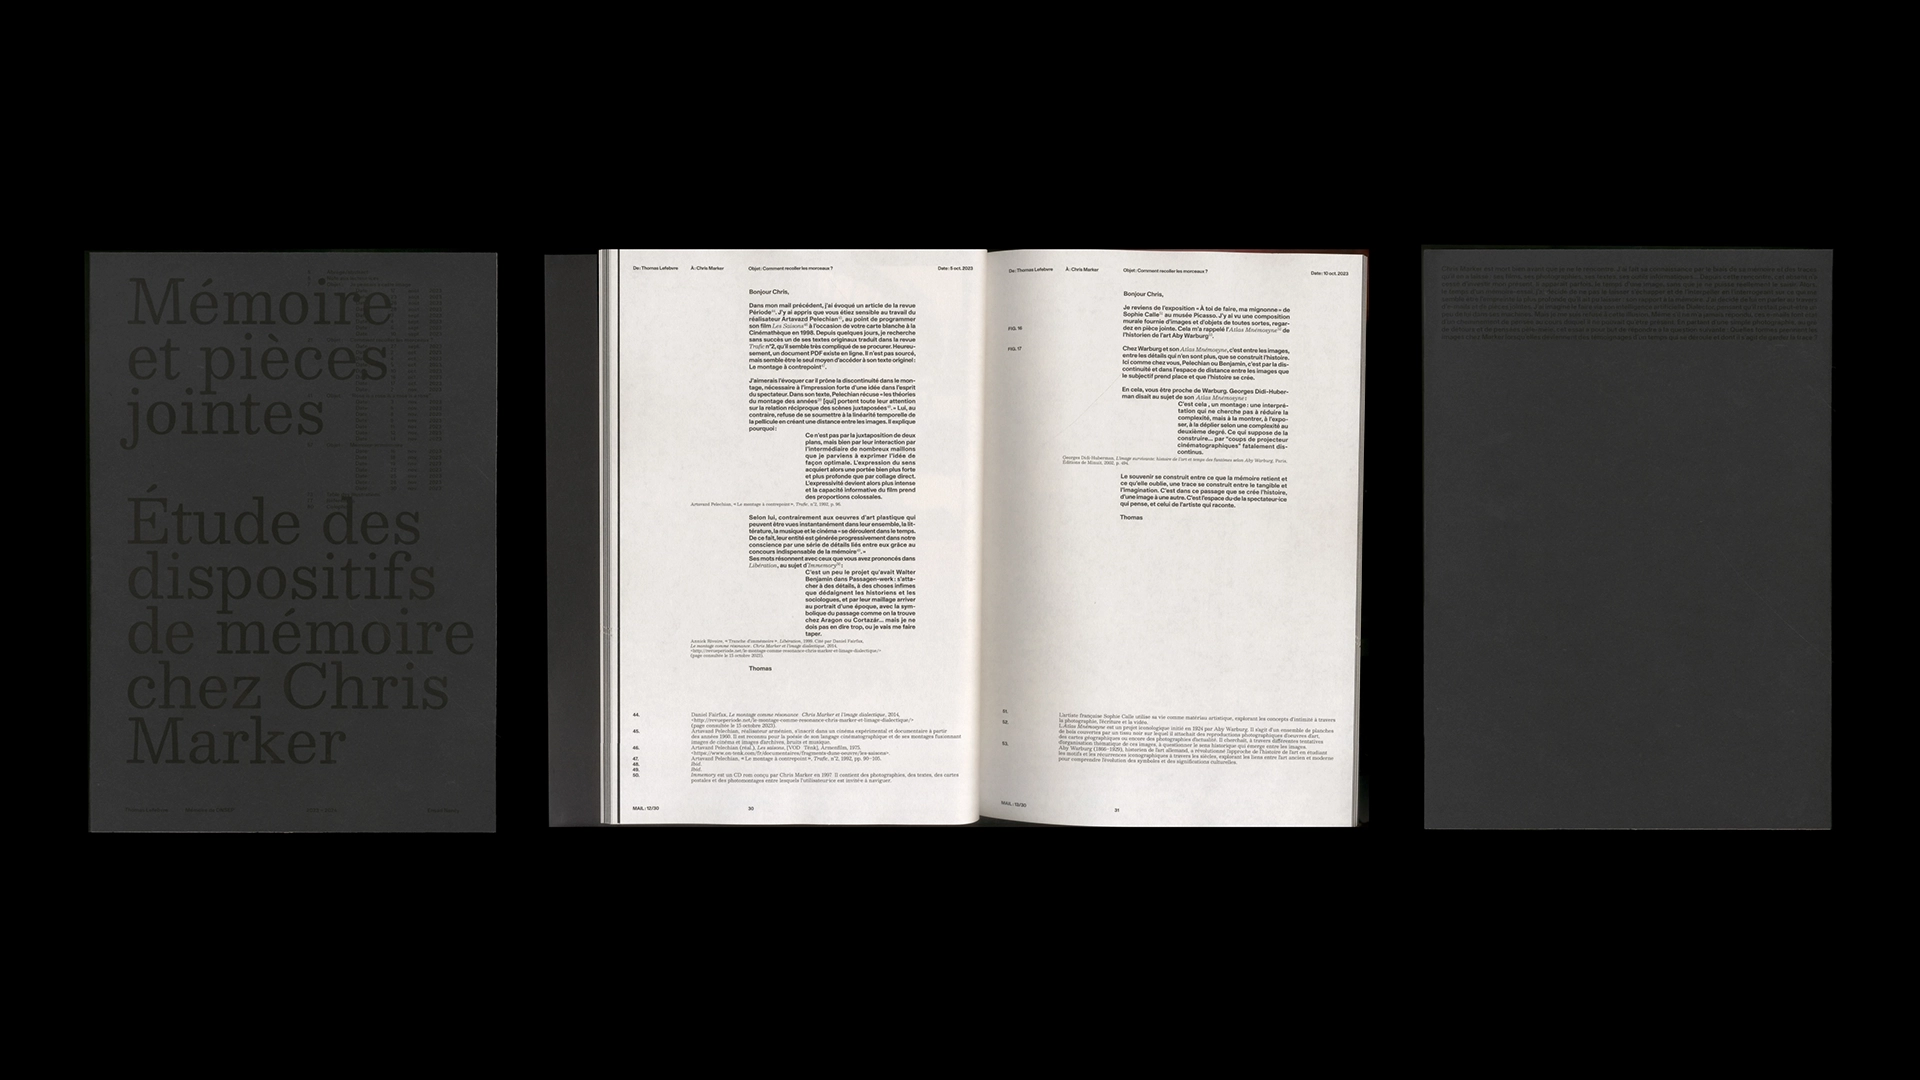 Mémoire
et pièces
jointes
Étude des
dispositifs
de mémoire
chez Chris
Marker
De: Thomas Lefebvre À: Chris Marker Objet: Comment recoller les morceaux ? Date: 5 oct. 2023
Bonjour Chris,
Dans mon mail précédent, j'ai évoqué un article de la revue
Période⁴⁴. J'y ai appris que vous étiez sensible au travail du
réalisateur Artavazd Pelechian⁴⁵, au point de programmer
son film Les Saisons⁴⁶ à l'occasion de votre carte blanche à la
Cinémathèque en 1998. Depuis quelques jours, je recherche
sans succès un de ses textes originaux traduit dans la revue
Trafic n°2, qu'il semble très compliqué de se procurer. Heureu-
sement, un document PDF existe en ligne. Il n'est pas sourcé,
mais semble être le seul moyen d'accéder à son texte originel :
Le montage à contrepoint⁴⁷.
J'aimerais l'évoquer car il prône la discontinuité dans le mon-
tage, nécessaire à l'impression forte d'une idée dans l'esprit
du spectateur. Dans son texte, Pelechian récuse « les théories
du montage des années²⁰ [qui] portent toute leur attention
sur la relation réciproque des scènes juxtaposées⁴⁸. » Lui, au
contraire, refuse de se soumettre à la linéarité temporelle de
la pellicule en créant une distance entre les images. Il explique
pourquoi :
Ce n'est pas par la juxtaposition de deux
plans, mais bien par leur interaction par
l'intermédiaire de nombreux maillons
que je parviens à exprimer l'idée de
façon optimale. L'expression du sens
acquiert alors une portée bien plus forte
et plus profonde que par collage direct.
L'expressivité devient alors plus intense
et la capacité informative du film prend
des proportions colossales.
Artavazd Pelechian, « Le montage à contrepoint », Trafic, n°2, 1992, p. 90.
Selon lui, contrairement aux oeuvres d'art plastique qui
peuvent être vues instantanément dans leur ensemble, la lit-
térature, la musique et le cinéma « se déroulent dans le temps.
De ce fait, leur entité est générée progressivement dans notre
conscience par une série de détails liés entre eux grâce au
concours indispensable de la mémoire⁴⁹. »
Ses mots résonnent avec ceux que vous avez prononcés dans
Libération, au sujet d'Immemory⁵⁰ :
C'est un peu le projet qu'avait Walter
Benjamin dans Passagen-werk : s'atta-
cher à des détails, à des choses infimes
que dédaignent les historiens et les
sociologues, et par leur maillage arriver
au portrait d'une époque, avec la sym-
bolique du passage comme on la trouve
chez Aragon ou Cortazár... mais je ne
dois pas en dire trop, ou je vais me faire
taper.
Annick Rivoire, « Tranche d'immémoire », Libération, 1998. Cité par Daniel Fairfax,
Le montage comme résonance. Chris Marker et l'image dialectique, 2014,
<http://revueperiode.net/le-montage-comme-resonance-chris-marker-et-limage-dialectique/>
(page consultée le 15 octobre 2023).
Thomas
44. Daniel Fairfax, Le montage comme résonance. Chris Marker et l'image dialectique, 2014,
<http://revueperiode.net/le-montage-comme-resonance-chris-marker-et-limage-dialectique/>
(page consultée le 15 octobre 2023).
45. Artavazd Pelechian, réalisateur arménien, s'inscrit dans un cinéma expérimental et documentaire à partir
des années 1960. Il est reconnu pour la poésie de son langage cinématographique et de ses montages fusionnant
images de cinéma et images d'archives, bruits et musique.
46. Artavazd Pelechian (réal.), Les saisons, [VOD Tënk], Armenfilm, 1975,
<https://www.on-tenk.com/fr/documentaires/fragments-dune-oeuvre/les-saisons>.
47. Artavazd Pelechian, « Le montage à contrepoint », Trafic, n°2, 1992, pp. 90–105.
48. Ibid.
49. Ibid.
50. Immemory est un CD rom conçu par Chris Marker en 1997. Il contient des photographies, des textes, des cartes
postales et des photomontages entre lesquels l'utilisateur·ice est invité·e à naviguer.
MAIL : 12/30 30
De: Thomas Lefebvre À: Chris Marker Objet: Comment recoller les morceaux ? Date: 10 oct. 2023
Bonjour Chris,
Je reviens de l'exposition « À toi de faire, ma mignonne » de
Sophie Calle⁵¹ au musée Picasso. J'y ai vu une composition
murale fournie d'images et d'objets de toutes sortes, regar-
FIG. 16 dez en pièce jointe. Cela m'a rappelé l'Atlas Mnémosyne⁵² de
l'historien de l'art Aby Warburg⁵³.
FIG. 17 Chez Warburg et son Atlas Mnémosyne, c'est entre les images,
entre les détails qui n'en sont plus, que se construit l'histoire.
Ici comme chez vous, Pelechian ou Benjamin, c'est par la dis-
continuité et dans l'espace de distance entre les images que
le subjectif prend place et que l'histoire se crée.
En cela, vous être proche de Warburg. Georges Didi-Huber-
man disait au sujet de son Atlas Mnémosyne :
C'est cela , un montage : une interpré-
tation qui ne cherche pas à réduire la
complexité, mais à la montrer, à l'expo-
ser, à la déplier selon une complexité au
deuxième degré. Ce qui suppose de la
construire... par "coups de projecteur
cinématographiques" fatalement dis-
continus.
Georges Didi-Huberman, L'image survivante: histoire de l'art et temps des fantômes selon Aby Warburg, Paris,
Éditions de Minuit, 2002, p. 494.
Le souvenir se construit entre ce que la mémoire retient et
ce qu'elle oublie, une trace se construit entre le tangible et
l'imagination. C'est dans ce passage que se crée l'histoire,
d'une image à une autre. C'est l'espace du·de la spectateur·ice
qui pense, et celui de l'artiste qui raconte.
Thomas
51. L'artiste française Sophie Calle utilise sa vie comme matériau artistique, explorant les concepts d'intimité à travers
la photographie, l'écriture et la vidéo.
52. L'Atlas Mnémosyne est un projet iconologique initié en 1924 par Aby Warburg. Il s'agit d'un ensemble de planches
de bois couvertes par un tissu noir sur lequel il attachait des reproductions photographiques d'oeuvres d'art,
des cartes géographiques ou encore des photographies d'actualité. Il cherchait, à travers différentes tentatives
d'organisation thématique de ces images, à questionner le sens historique qui émerge entre les images.
53. Aby Warburg (1866–1929), historien de l'art allemand, a révolutionné l'approche de l'histoire de l'art en étudiant
les motifs et les récurrences iconographiques à travers les siècles, explorant les liens entre l'art ancien et moderne
pour comprendre l'évolution des symboles et des significations culturelles.
MAIL : 13/30 31